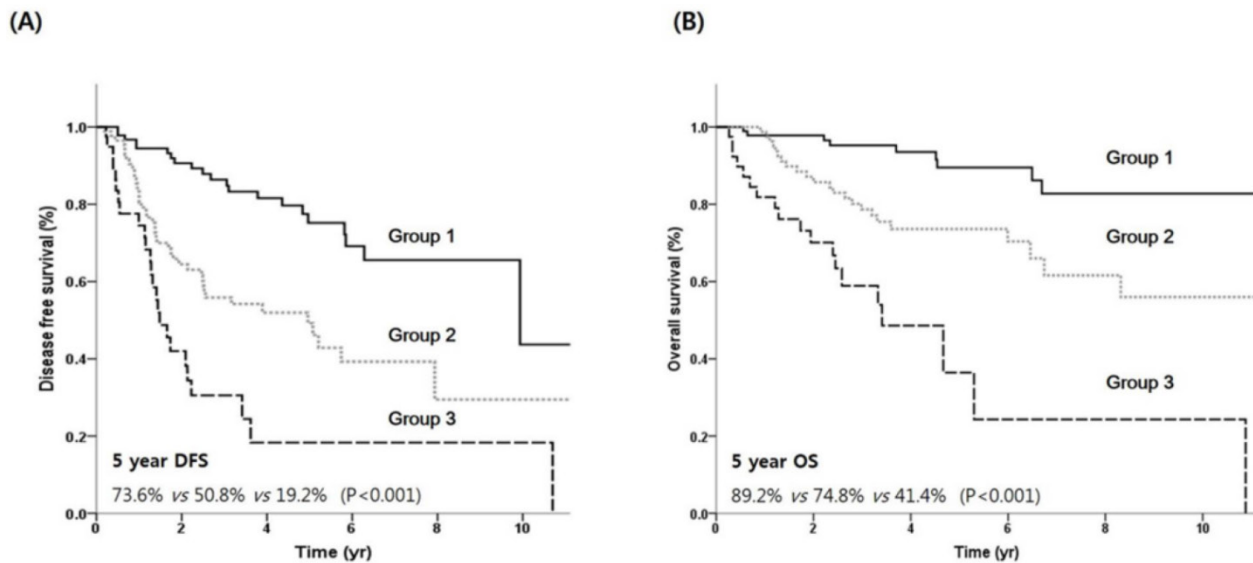 (A)
Disease free survival (%)
1.0
0.8
0.6
0.4
0.2
0.0
Group 1
Group 2
Group 3
5 year DFS
73.6% vs 50.8% vs 19.2% (P<0.001)
0 2 4 6 8 10
Time (yr)
(B)
Overall survival (%)
1.0
0.8
0.6
0.4
0.2
0.0
Group 1
Group 2
Group 3
5 year OS
89.2% vs 74.8% vs 41.4% (P<0.001)
0 2 4 6 8 10
Time (yr)